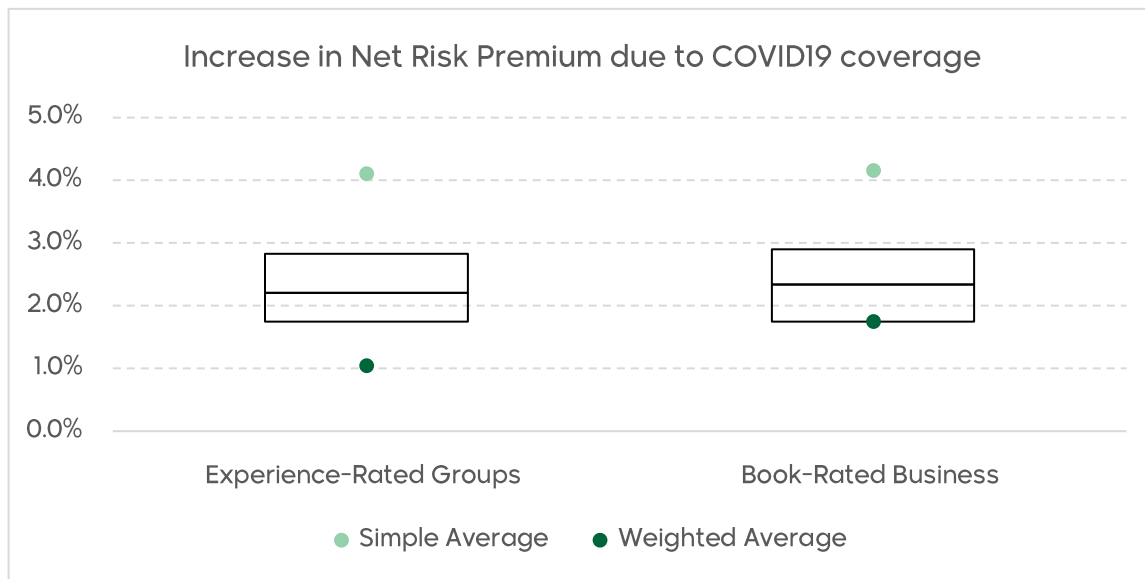 Increase in Net Risk Premium due to COVID19 coverage
5.0%
4.0%
3.0%
2.0%
1.0%
0.0%
Experience-Rated Groups
Book-Rated Business
Simple Average
Weighted Average